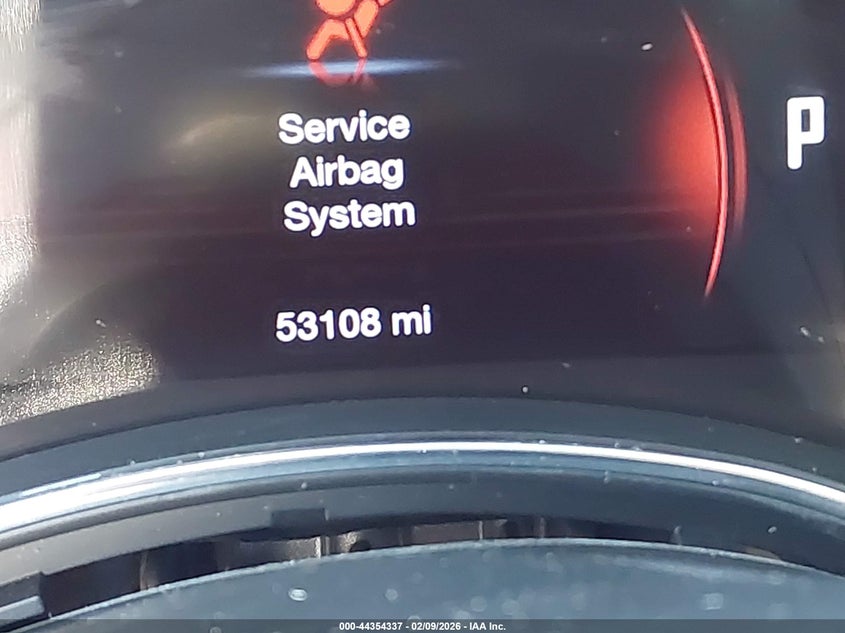 Service
Airbag
System
53108 mi
P
000-44354337 - 02/09/2026 - IAA Inc.